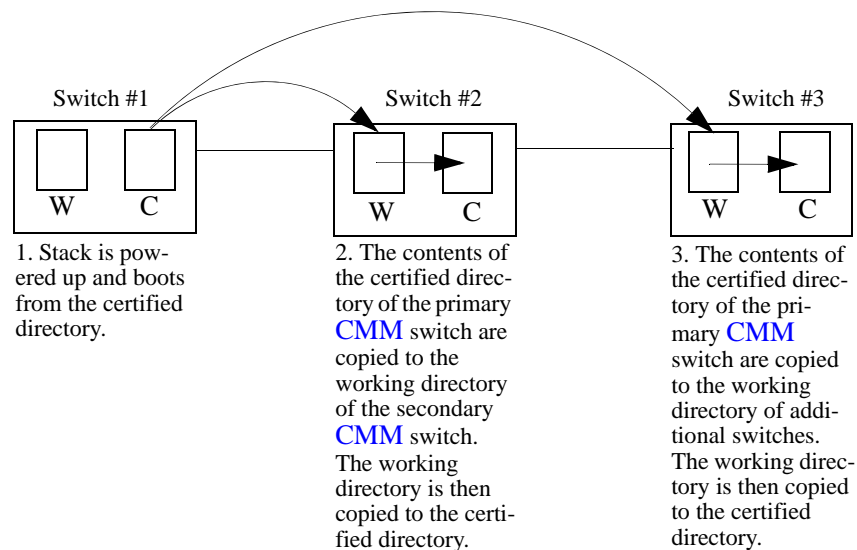 Switch #1
Switch #2
Switch #3
W
C
W
C
W
C
1. Stack is pow-
ered up and boots
from the certified
directory.
2. The contents of
the certified direc-
tory of the primary
CMM switch are
copied to the
working directory
of the secondary
CMM switch.
The working
directory is then
copied to the certi-
fied directory.
3. The contents of
the certified direc-
tory of the pri-
mary CMM
switch are copied
to the working
directory of addi-
tional switches.
The working direc-
tory is then copied
to the certified
directory.